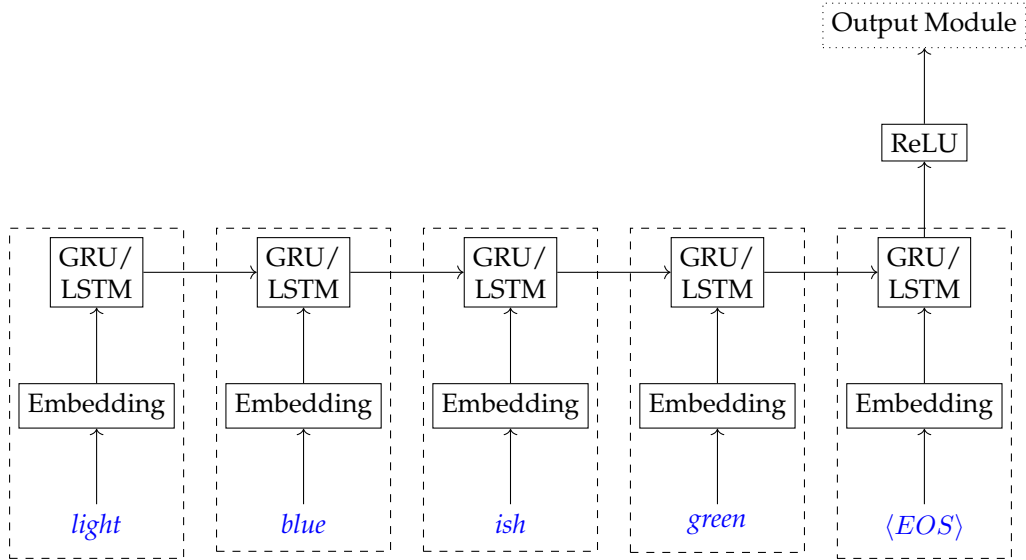 Output Module
ReLU
GRU/
LSTM
GRU/
LSTM
GRU/
LSTM
GRU/
LSTM
GRU/
LSTM
Embedding
Embedding
Embedding
Embedding
Embedding
light
blue
ish
green
⟨EOS⟩